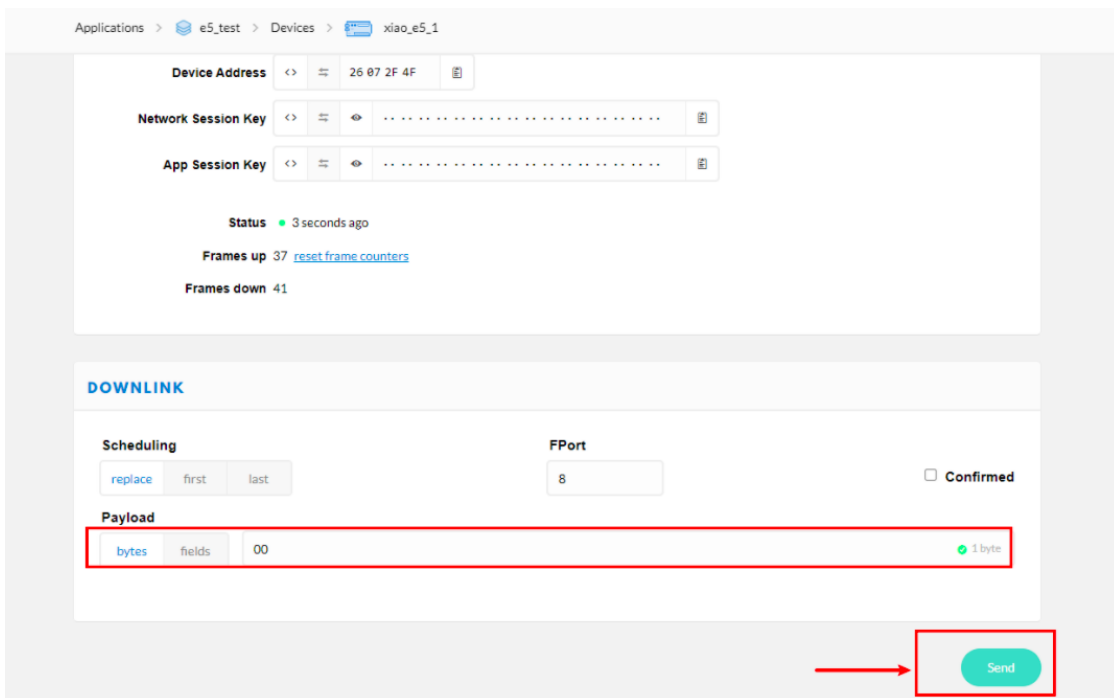 Applications > e5_test > Devices > xiao_e5_1
Device Address 26 07 2F 4F
Network Session Key
App Session Key
Status 3 seconds ago
Frames up 37 reset frame counters
Frames down 41
DOWNLINK
Scheduling FPort
replace first last 8 Confirmed
Payload
bytes fields 00 1 byte
Send